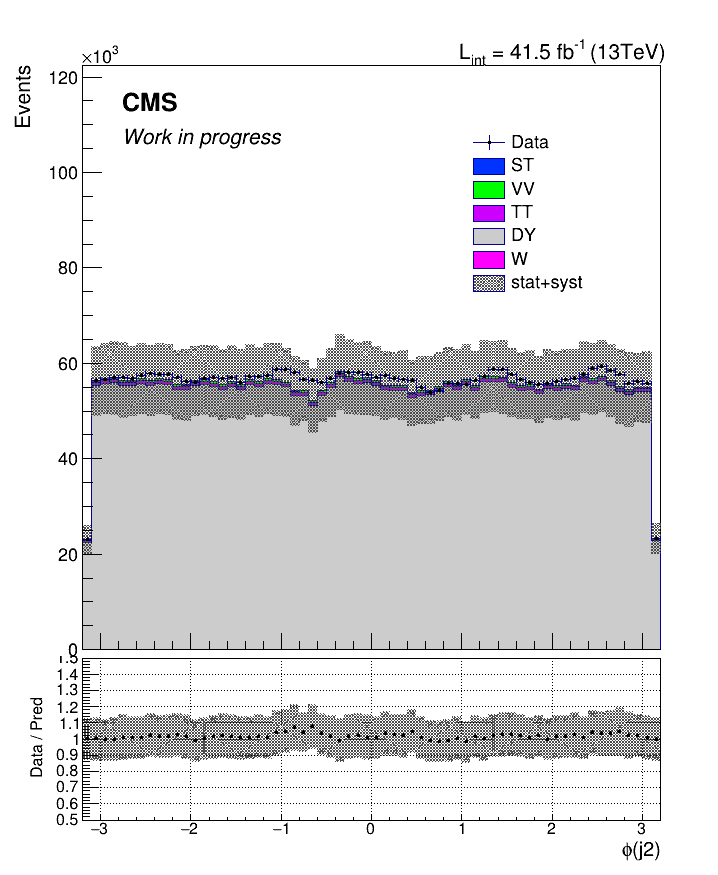 ×10³
L_int = 41.5 fb⁻¹ (13TeV)
Events
120
100
80
60
40
20
0
CMS
Work in progress
Data
ST
VV
TT
DY
W
stat+syst
Data / Pred
1.5
1.4
1.3
1.2
1.1
1
0.9
0.8
0.7
0.6
0.5
−3 −2 −1 0 1 2 3
ϕ(j2)